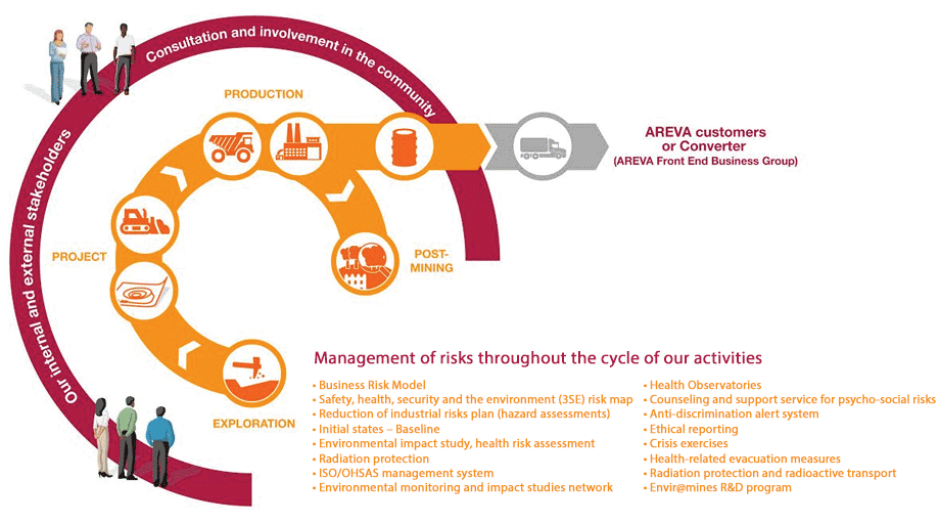 Consultation and involvement in the community
Our internal and external stakeholders
PRODUCTION
AREVA customers
or Converter
(AREVA Front End Business Group)
PROJECT
POST-
MINING
EXPLORATION
Management of risks throughout the cycle of our activities
• Business Risk Model
• Safety, health, security and the environment (3SE) risk map
• Reduction of industrial risks plan (hazard assessments)
• Initial states – Baseline
• Environmental impact study, health risk assessment
• Radiation protection
• ISO/OHSAS management system
• Environmental monitoring and impact studies network
• Health Observatories
• Counseling and support service for psycho-social risks
• Anti-discrimination alert system
• Ethical reporting
• Crisis exercises
• Health-related evacuation measures
• Radiation protection and radioactive transport
• Envir@mines R&D program